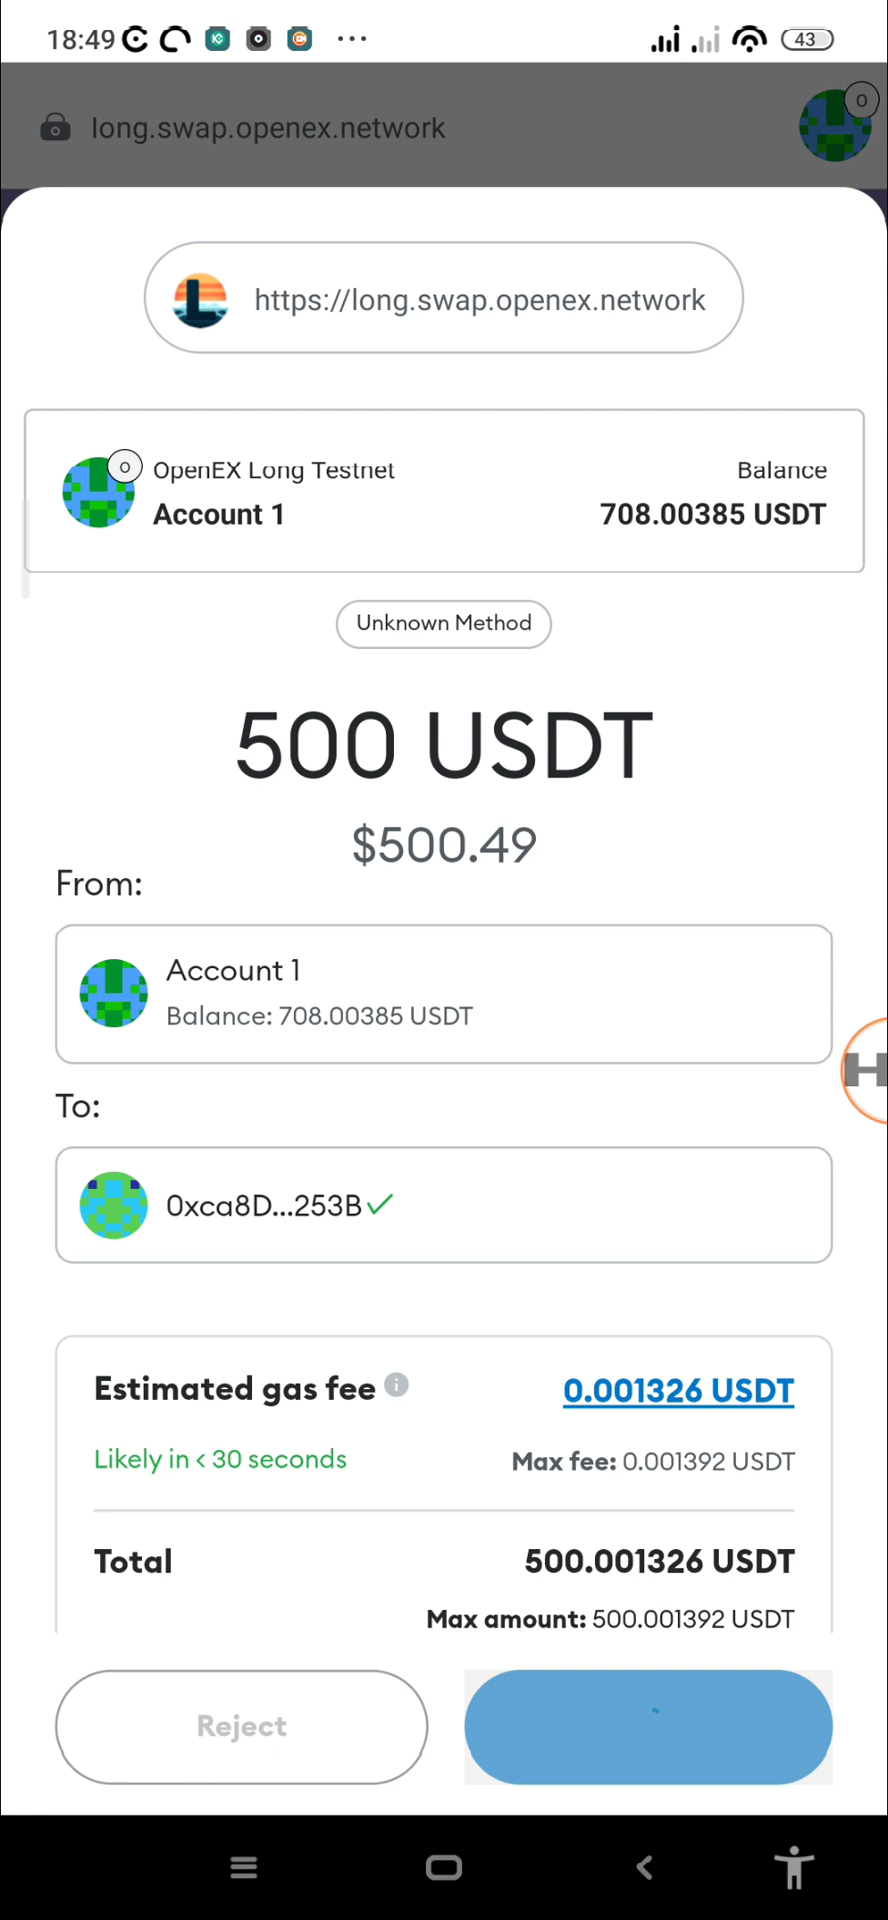 18:49 ... 43
long.swap.openex.network
O
https://long.swap.openex.network
O
OpenEX Long Testnet Balance
Account 1 708.00385 USDT
Unknown Method
500 USDT
$500.49
From:
Account 1
Balance: 708.00385 USDT
H
To:
0xca8D...253B
Estimated gas fee 0.001326 USDT
Likely in < 30 seconds Max fee: 0.001392 USDT
Total 500.001326 USDT
Max amount: 500.001392 USDT
Reject